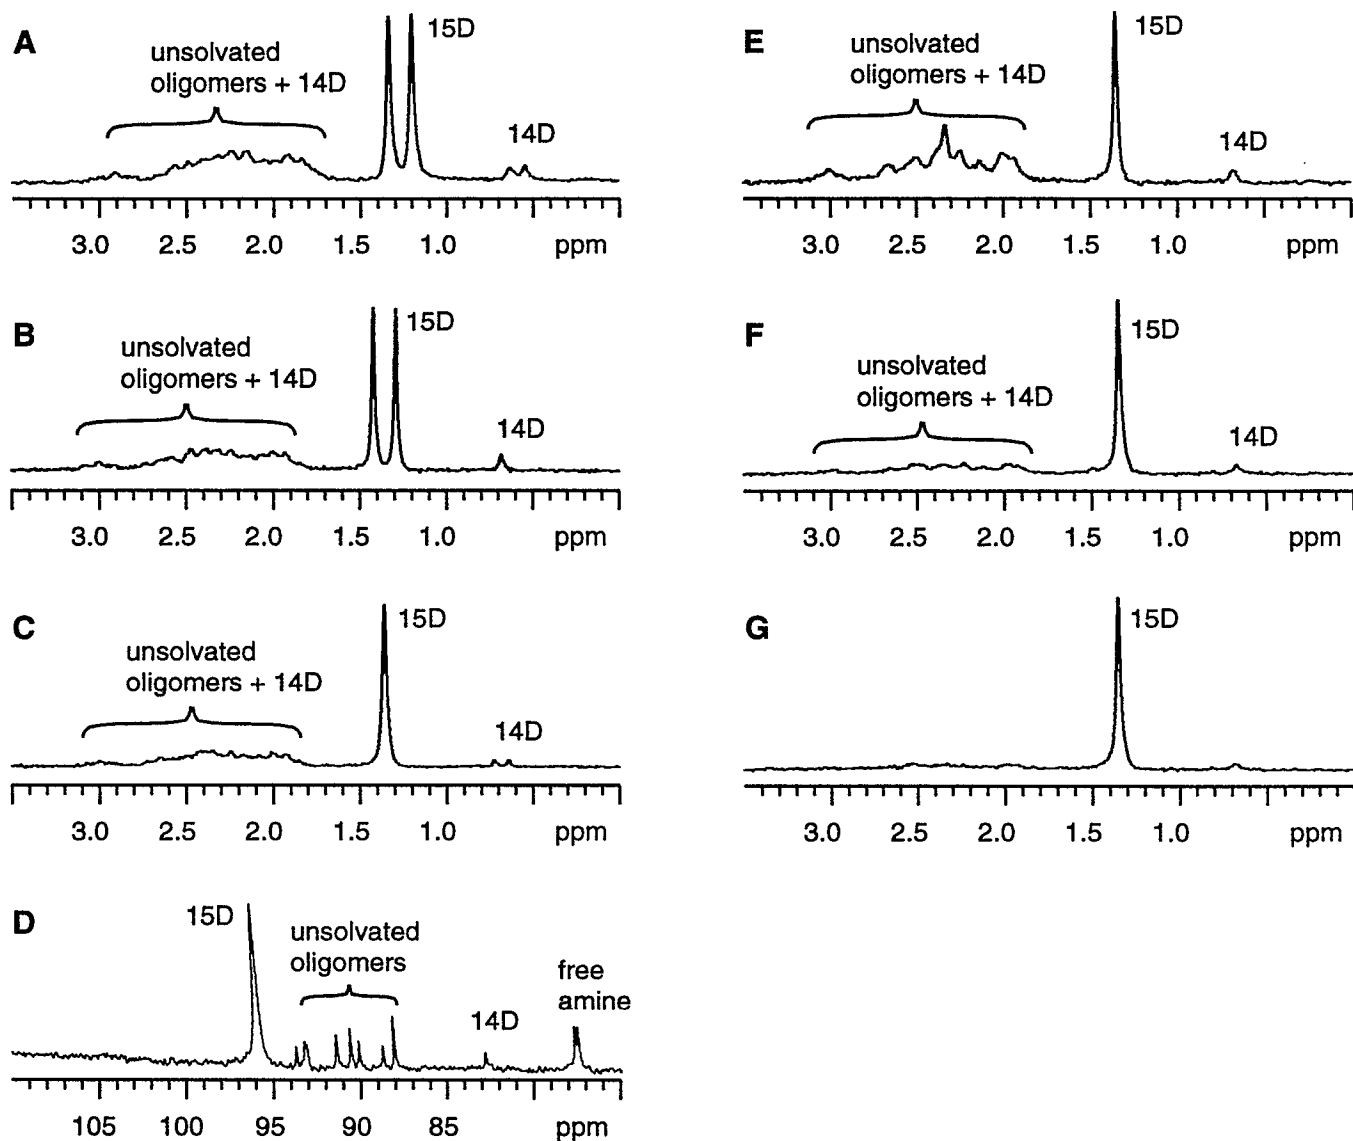 A
unsolvated
oligomers + 14D
15D
14D
3.0 2.5 2.0 1.5 1.0 ppm
B
unsolvated
oligomers + 14D
15D
14D
3.0 2.5 2.0 1.5 1.0 ppm
C
unsolvated
oligomers + 14D
15D
14D
3.0 2.5 2.0 1.5 1.0 ppm
D
15D
unsolvated
oligomers
14D
free
amine
105 100 95 90 85 ppm
E
unsolvated
oligomers + 14D
15D
14D
3.0 2.5 2.0 1.5 1.0 ppm
F
unsolvated
oligomers + 14D
15D
14D
3.0 2.5 2.0 1.5 1.0 ppm
G
15D
3.0 2.5 2.0 1.5 1.0 ppm